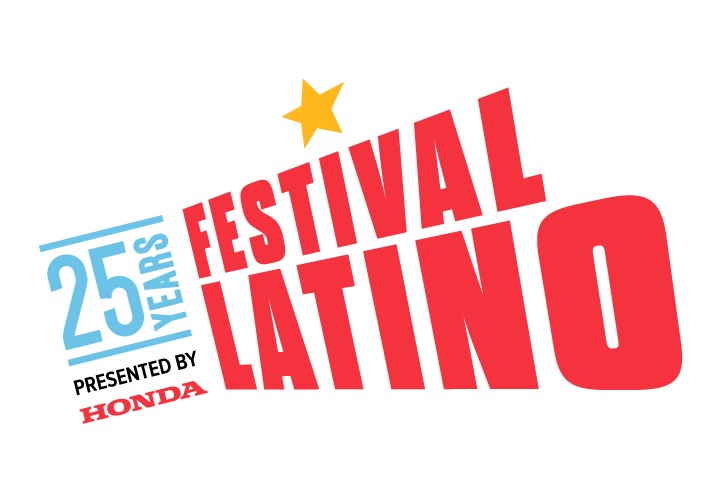 25 YEARS
PRESENTED BY
HONDA
FESTIVAL
LATINO